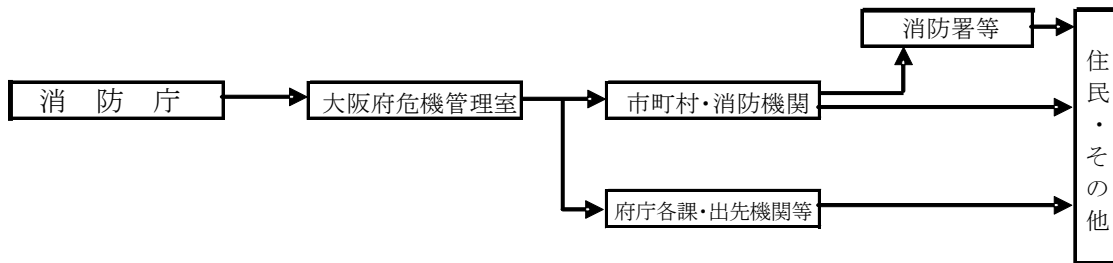 消防署等
消 防 庁
大阪府危機管理室
市町村・消防機関
府庁各課・出先機関等
住民・その他